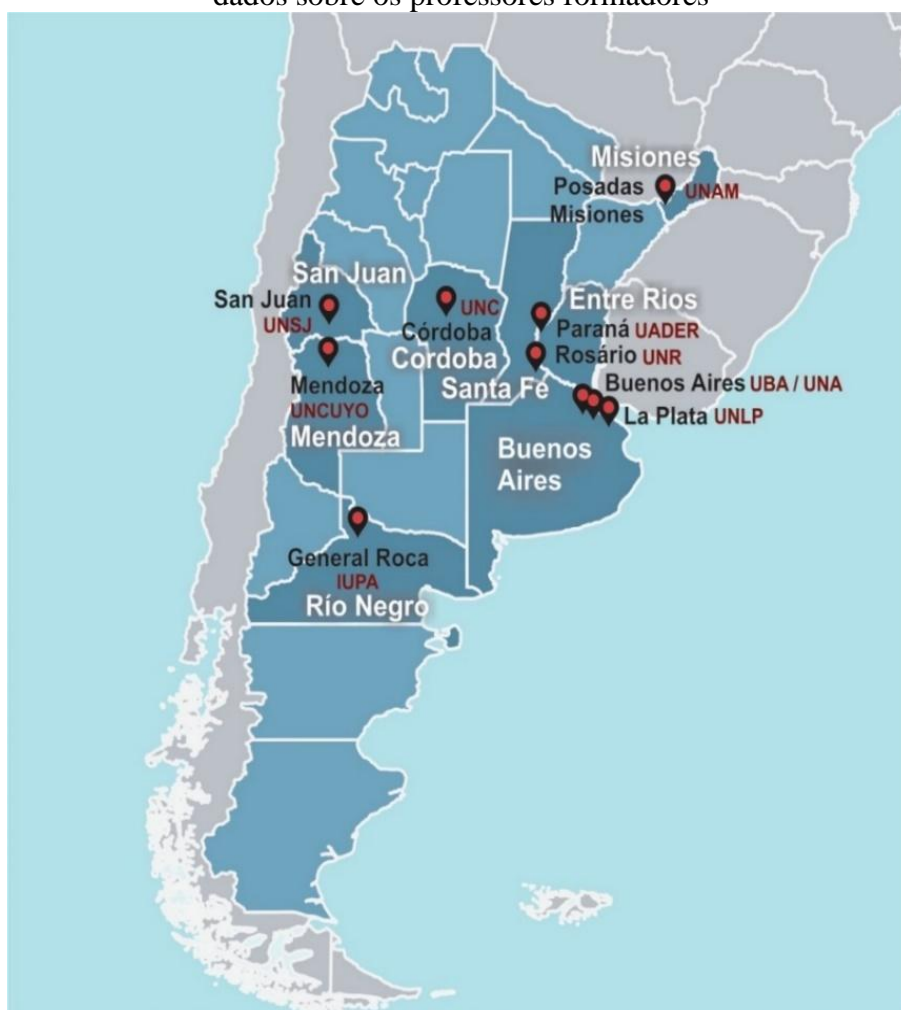 dados sobre os professores formadores
Misiones
Posadas UNAM
Misiones
San Juan
San Juan
UNSJ
UNC
Córdoba
Cordoba
Entre Rios
Paraná UADER
Rosário UNR
Santa Fé
Mendoza
UNCUYO
Mendoza
Buenos Aires UBA / UNA
La Plata UNLP
Buenos
Aires
General Roca
IUPA
Río Negro